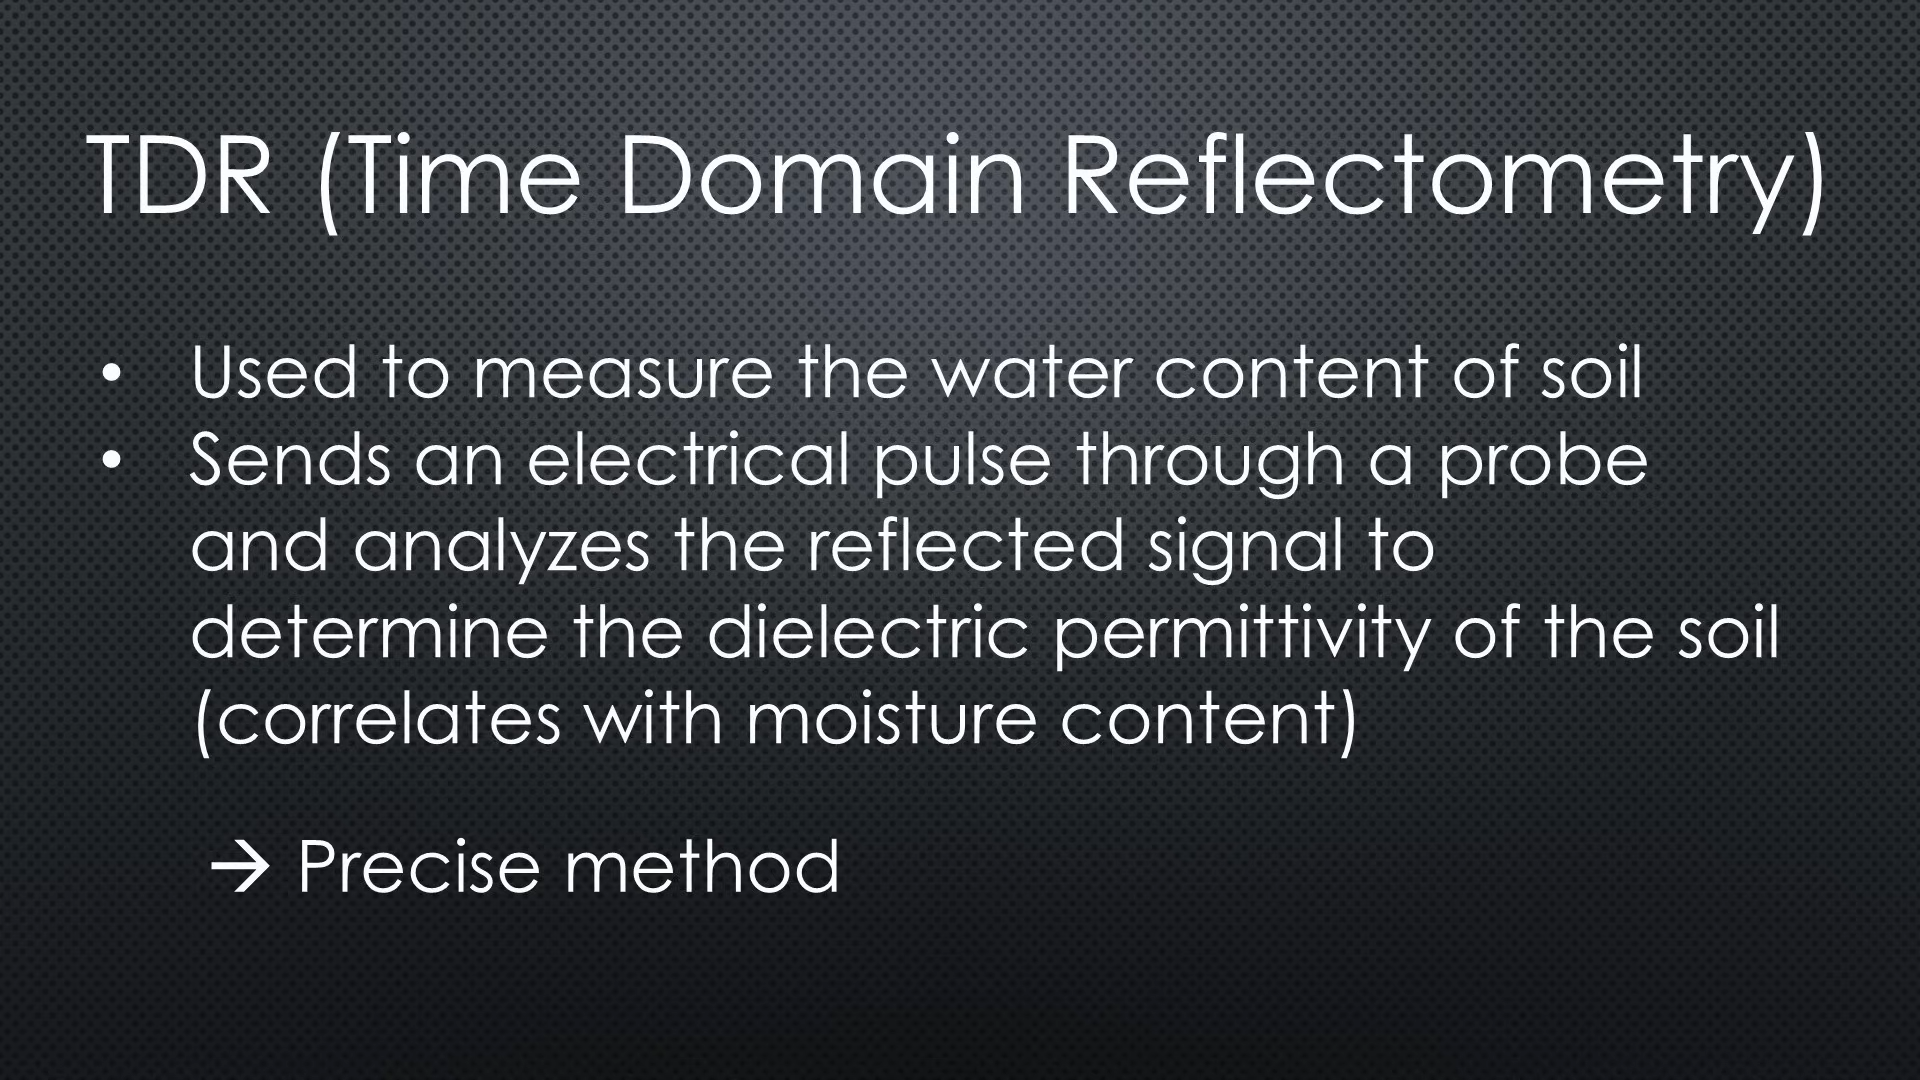 TDR (Time Domain Reflectometry)
• Used to measure the water content of soil
• Sends an electrical pulse through a probe
and analyzes the reflected signal to
determine the dielectric permittivity of the soil
(correlates with moisture content)
→ Precise method